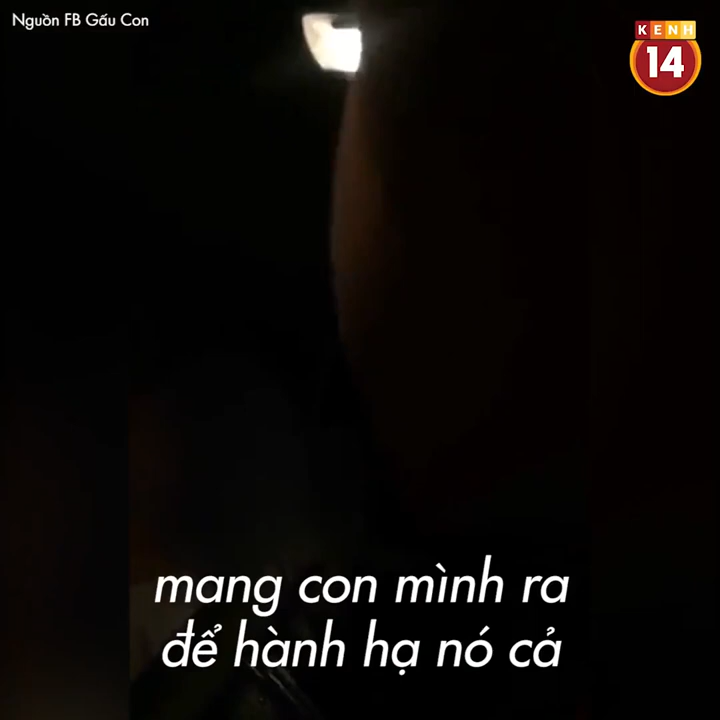 Nguồn FB Gấu Con
KENH
14
mang con mình ra
để hành hạ nó cả